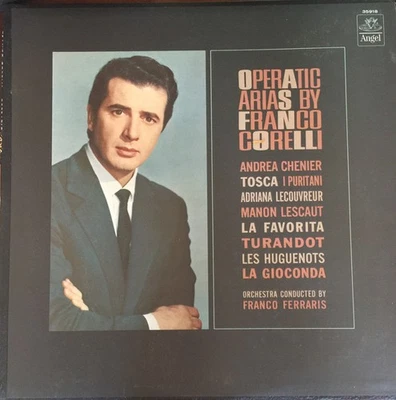 35918
Angel
OPERATIC
ARIAS BY
FRANCO
CORELLI
ANDREA CHENIER
TOSCA I PURITANI
ADRIANA LECOUVREUR
MANON LESCAUT
LA FAVORITA
TURANDOT
LES HUGUENOTS
LA GIOCONDA
ORCHESTRA CONDUCTED BY
FRANCO FERRARIS